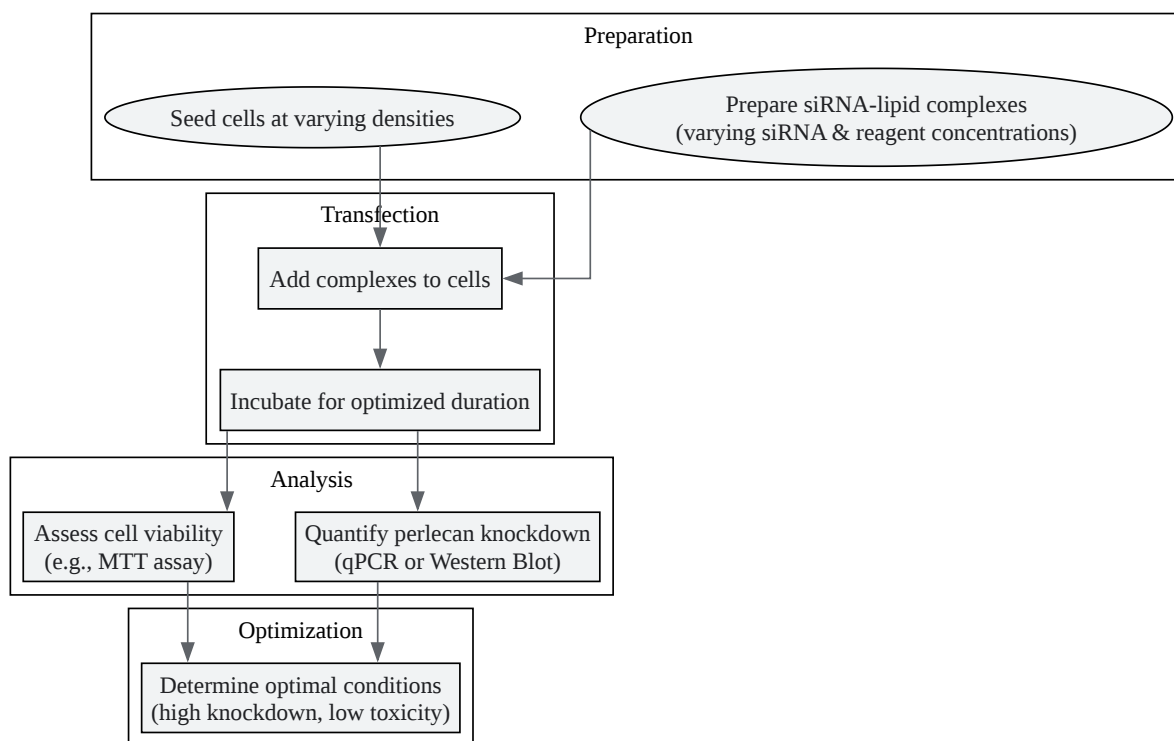 Preparation
Seed cells at varying densities
Prepare siRNA-lipid complexes
(varying siRNA & reagent concentrations)
Transfection
Add complexes to cells
Incubate for optimized duration
Analysis
Assess cell viability
(e.g., MTT assay)
Quantify perlecan knockdown
(qPCR or Western Blot)
Optimization
Determine optimal conditions
(high knockdown, low toxicity)